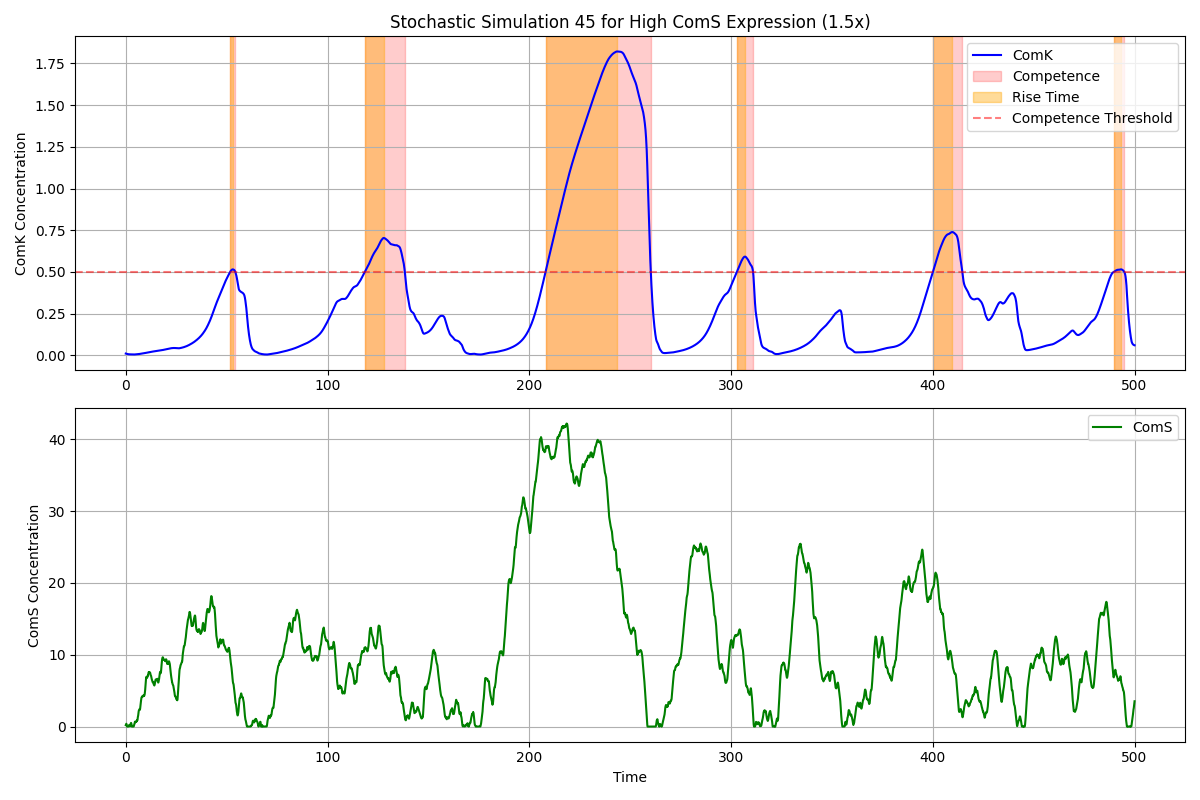 Stochastic Simulation 45 for High ComS Expression (1.5x)
ComK Concentration
1.75
1.50
1.25
1.00
0.75
0.50
0.25
0.00
ComK
Competence
Rise Time
Competence Threshold
0 100 200 300 400 500
ComS Concentration
40
30
20
10
0
ComS
0 100 200 300 400 500
Time